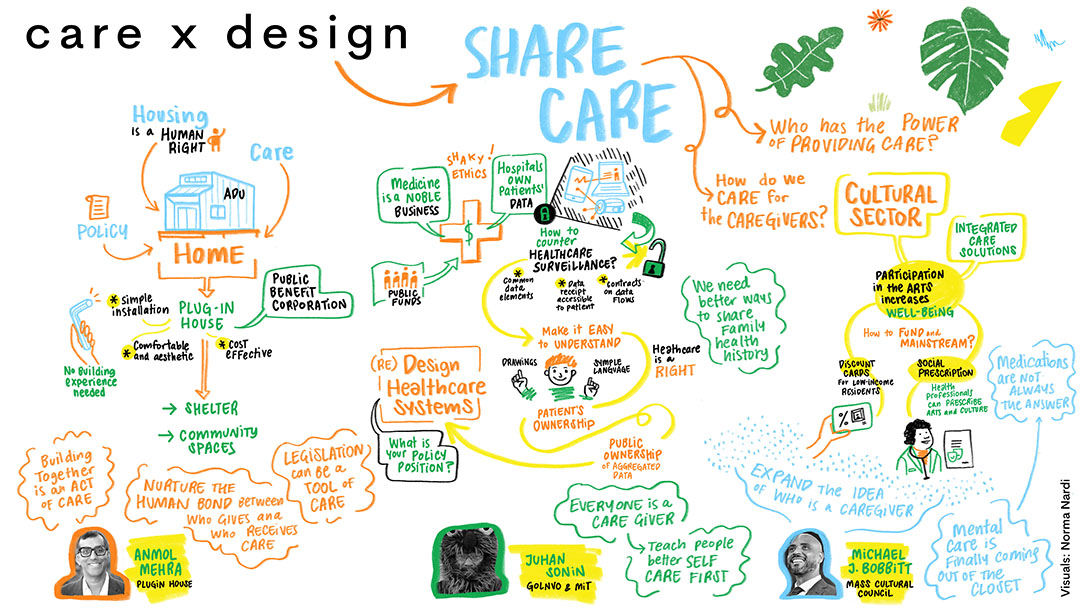 care x design
SHARE
CARE
Who has the POWER
of PROVIDING CARE?
How do we
CARE for
the CAREGIVERS?
Housing
is a HUMAN
RIGHT
Care
ADU
POLICY
HOME
PUBLIC
BENEFIT
CORPORATION
* Simple
installation
PLUG-IN
HOUSE
* Comfortable
and aesthetic
* COST
effective
No Building
experience
needed
→ SHELTER
→ COMMUNITY
SPACES
Building
Together
is an ACT
OF CARE
NURTURE THE
HUMAN BOND Between
Who GIVES and
Who RECEIVES
CARE
LEGISLATION
can BE a
TOOL of
CARE
ANMOL
MEHRA
PLUGIN HOUSE
SHAKY!
ETHICS
Medicine
is a NOBLE
BUSINESS
Hospitals
OWN
Patients'
DATA
$
PUBLIC
FUNDS
How to
counter
HEALTHCARE
SURVEILLANCE?
* Common
data
elements
* Data
receipt
accessible
to patient
* contracts
on data
flows
Make it EASY
to UNDERSTAND
DRAWINGS
SIMPLE
LANGUAGE
Healthcare
is a
RIGHT
PATIENT'S
OWNERSHIP
PUBLIC
OWNERSHIP
OF AGGREGATED
DATA
(RE) Design
Healthcare
Systems
What is
your POLICY
POSITION?
We need
better ways
to share
Family
health
history
EVERYONE is a
CARE GIVER
→ Teach people
better SELF
CARE FIRST
JUHAN
SONIN
GOLNVO & MIT
CULTURAL
SECTOR
INTEGRATED
CARE
SOLUTIONS
PARTICIPATION
in the ARTS
increases
WELL-BEING
How to FUND and
MAINSTREAM?
DISCOUNT
CARDS
FOR LOW-INCOME
RESIDENTS
%
SOCIAL
PRESCRIPTION
Health
professionals
can PRESCRIBE
ARTS and CULTURE
Medications
are NOT
ALWAYS
THE ANSWER
EXPAND THE IDEA
OF WHO is a CAREGIVER
Mental
Care is
Finally coming
OUT OF THE
CLOSET
MICHAEL
J. BOBBITT
MASS CULTURAL
COUNCIL
Visuals: Norma Nardi